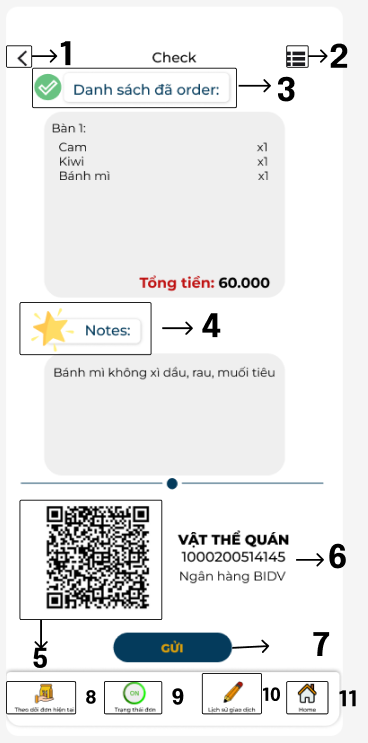 1
Check
2
Danh sách đã order:
3
Bàn 1:
Cam x1
Kiwi x1
Bánh mì x1
Tổng tiền: 60.000
Notes:
4
Bánh mì không xì dầu, rau, muối tiêu
VẬT THỂ QUÁN
1000200514145
Ngân hàng BIDV
6
5
GỬI
7
ON
Theo dõi đơn hiện tại
8
Trạng thái đơn
9
Lịch sử giao dịch
10
Home
11